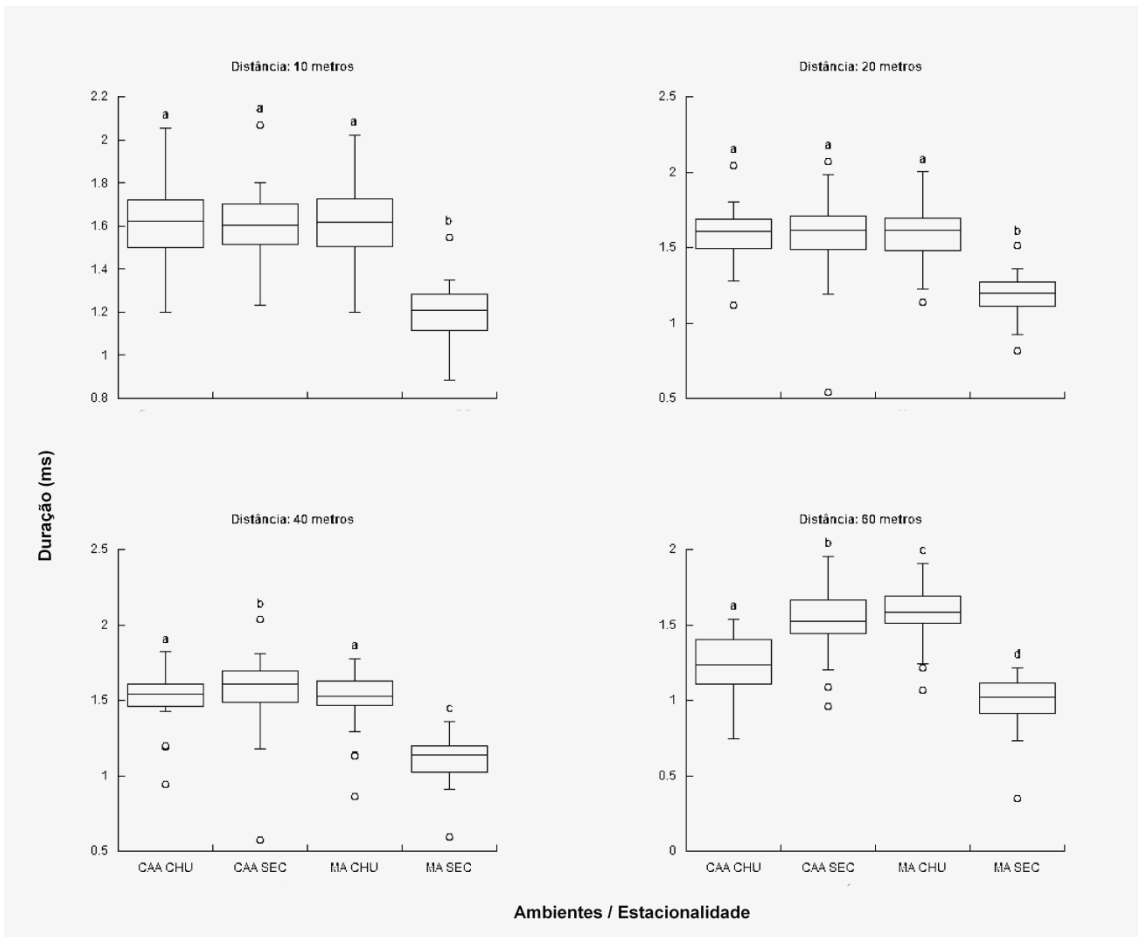 Distância: 10 metros
2.2
2
1.8
1.6
1.4
1.2
1
0.8
a
a
a
b
Distância: 20 metros
2.5
2
1.5
1
0.5
a
a
a
b
Duração (ms)
Distância: 40 metros
2.5
2
1.5
1
0.5
a
b
a
c
CAA CHU
CAA SEC
MA CHU
MA SEC
Distância: 60 metros
2
1.5
1
0.5
0
a
b
c
d
CAA CHU
CAA SEC
MA CHU
MA SEC
Ambientes / Estacionalidade